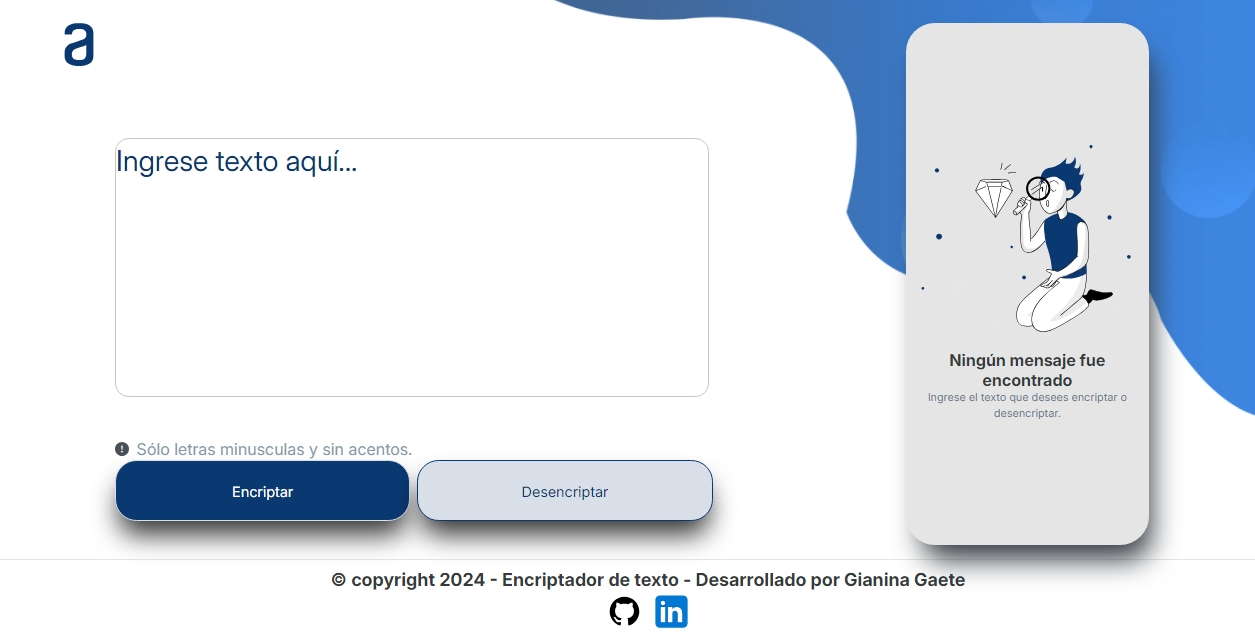 a
Ingrese texto aquí...
Sólo letras minusculas y sin acentos.
Encriptar
Desencriptar
Ningún mensaje fue
encontrado
Ingrese el texto que desees encriptar o
desencriptar.
© copyright 2024 - Encriptador de texto - Desarrollado por Gianina Gaete
in